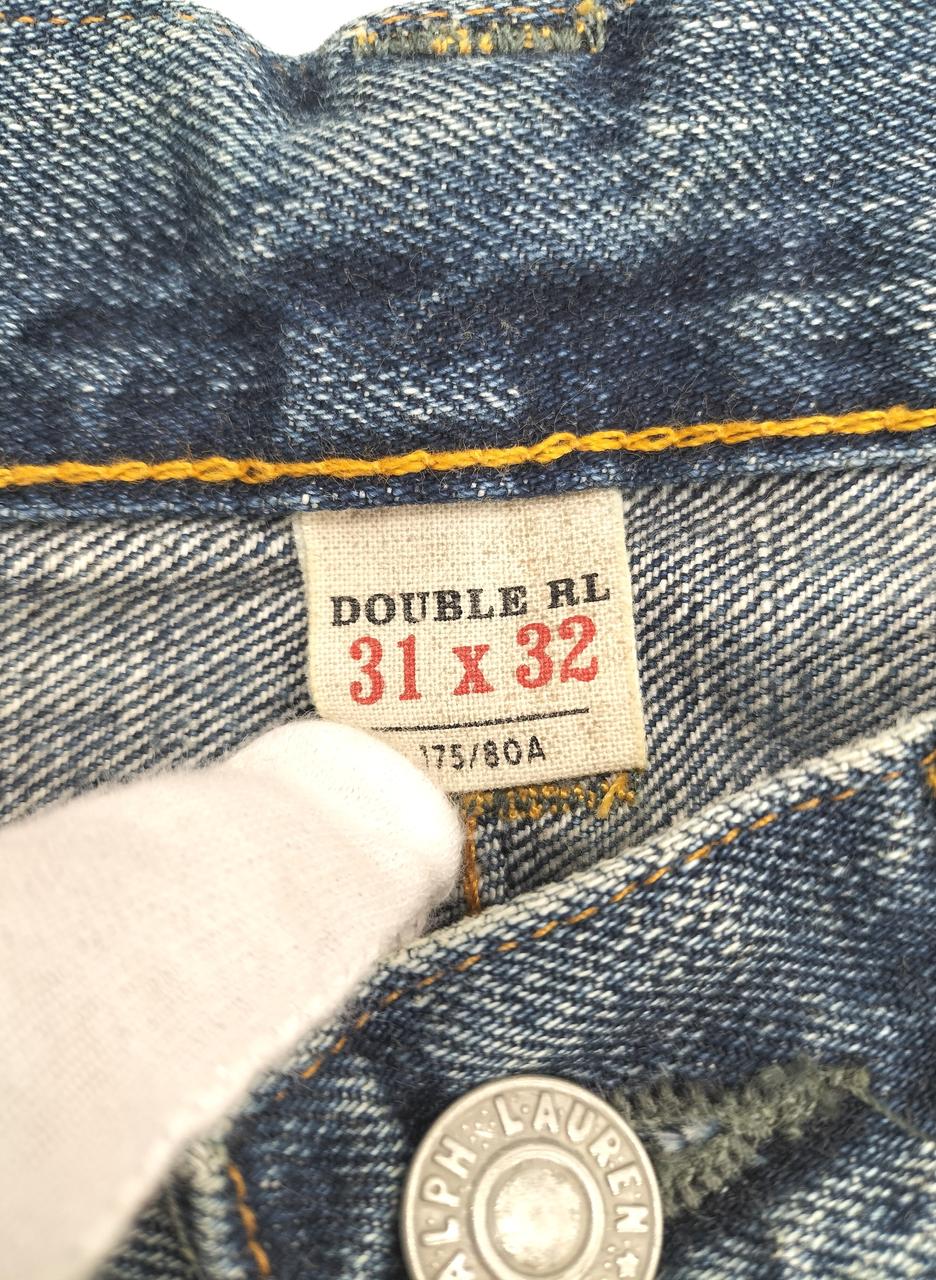 DOUBLE RL
31 x 32
175/80A
RALPH LAUREN